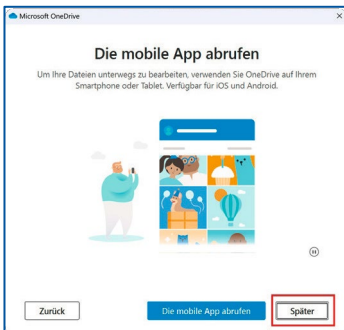 Microsoft OneDrive
Die mobile App abrufen
Um Ihre Dateien unterwegs zu bearbeiten, verwenden Sie OneDrive auf Ihrem
Smartphone oder Tablet. Verfügbar für iOS und Android.
Zurück
Die mobile App abrufen
Später